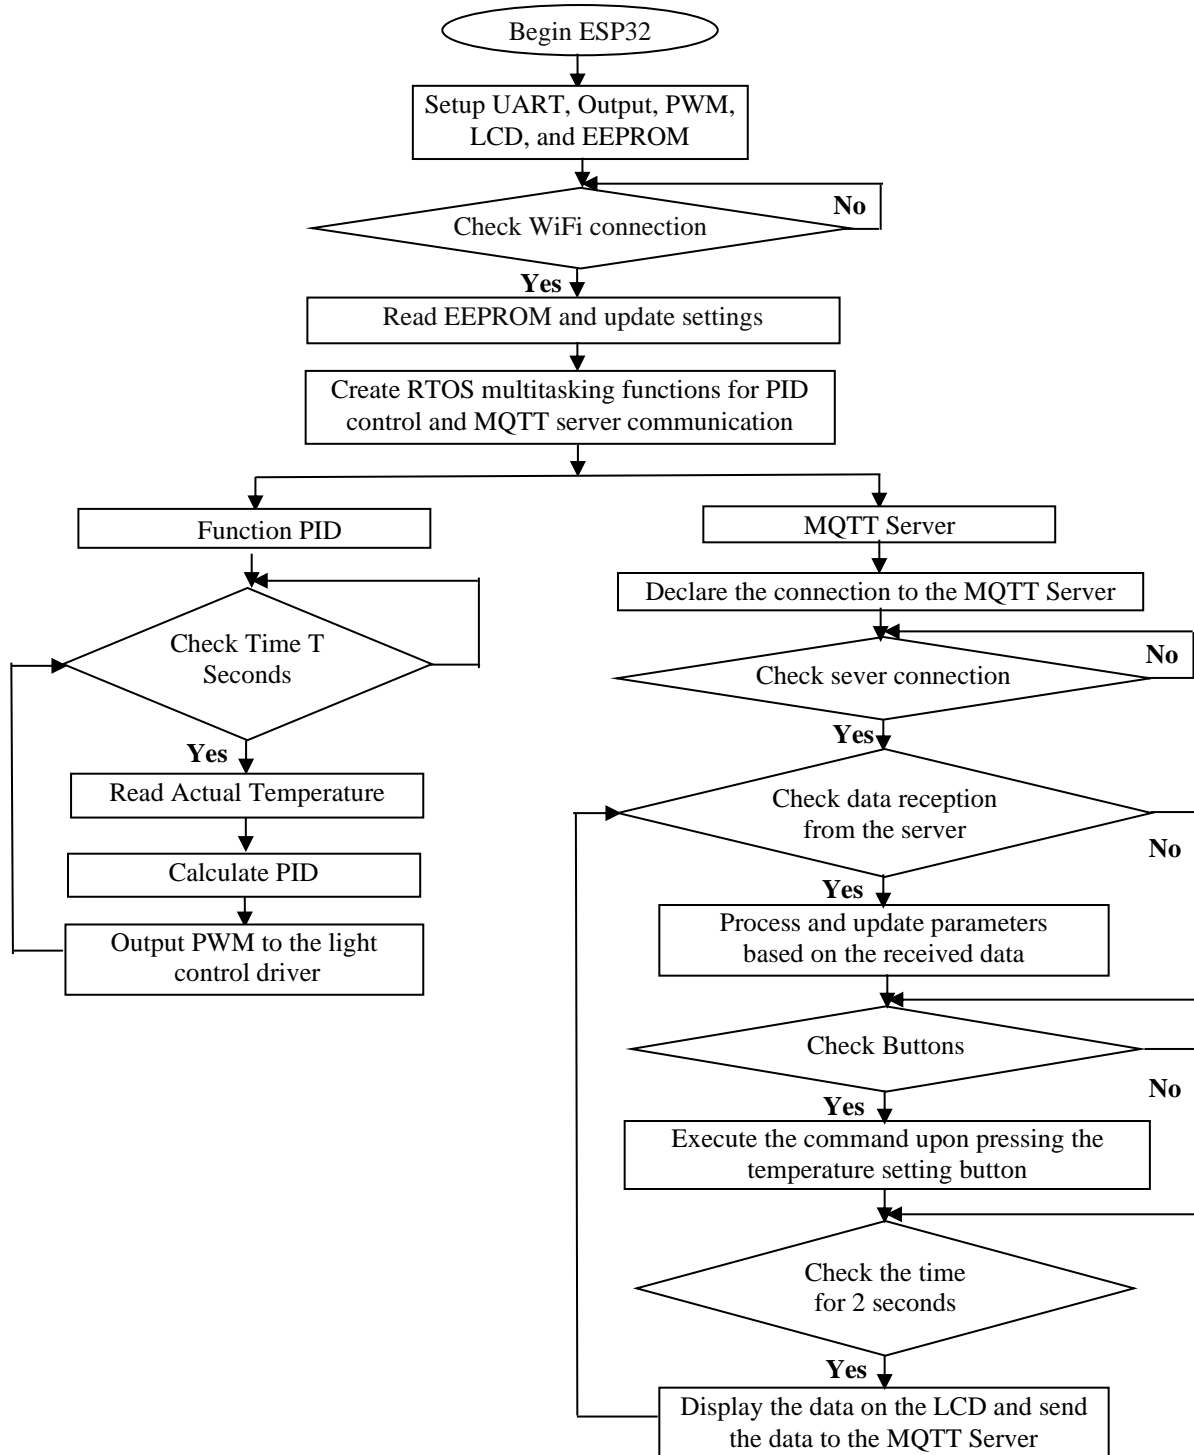 Begin ESP32
Setup UART, Output, PWM,
LCD, and EEPROM
No
Check WiFi connection
Yes
Read EEPROM and update settings
Create RTOS multitasking functions for PID
control and MQTT server communication
Function PID
Check Time T
Seconds
Yes
Read Actual Temperature
Calculate PID
Output PWM to the light
control driver
MQTT Server
Declare the connection to the MQTT Server
No
Check sever connection
Yes
Check data reception
from the server
No
Yes
Process and update parameters
based on the received data
Check Buttons
No
Yes
Execute the command upon pressing the
temperature setting button
Check the time
for 2 seconds
Yes
Display the data on the LCD and send
the data to the MQTT Server